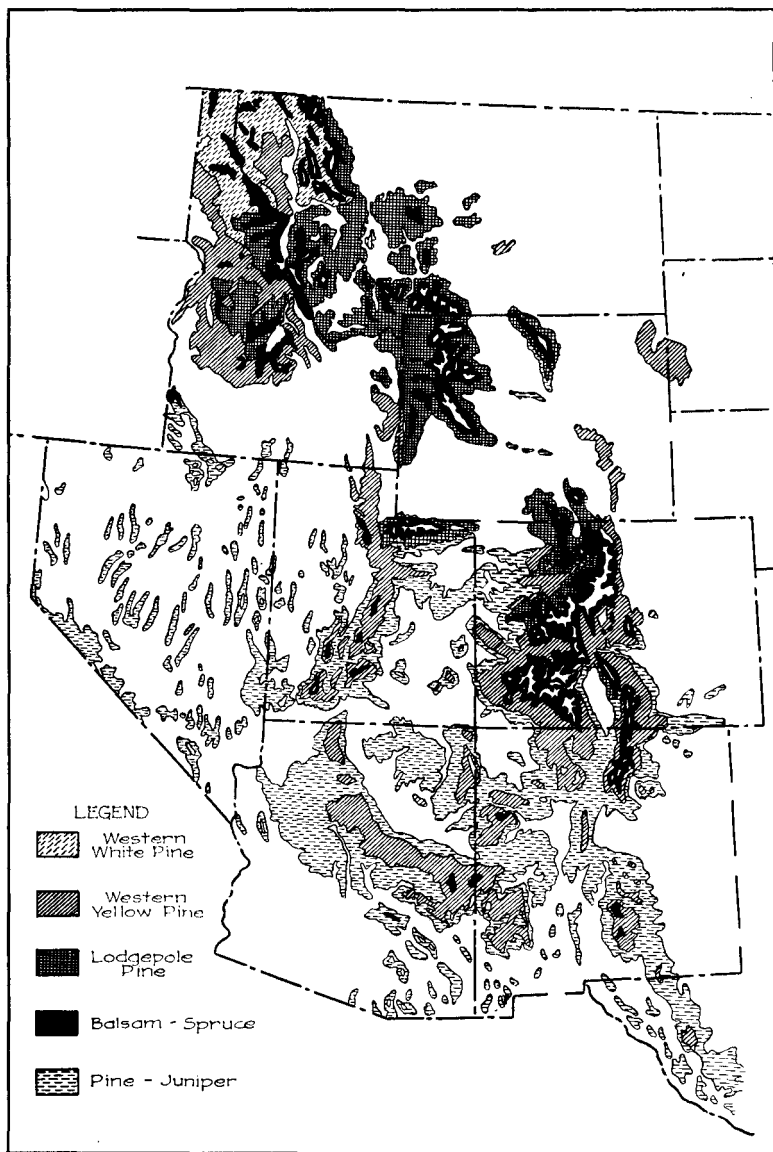 LEGEND
Western
White Pine
Western
Yellow Pine
Lodgepole
Pine
Balsam - Spruce
Pine - Juniper